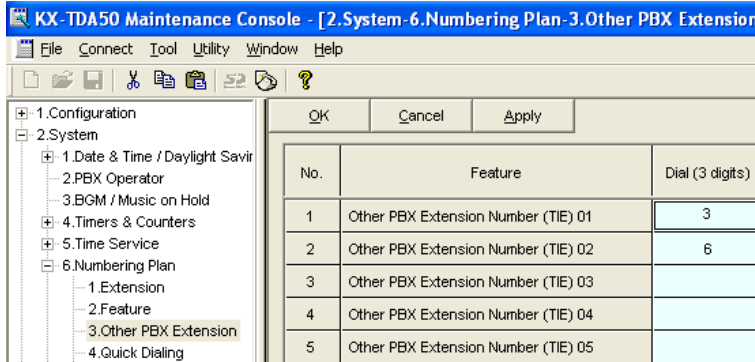 KX-TDA50 Maintenance Console - [2.System-6.Numbering Plan-3.Other PBX Extension
File Connect Tool Utility Window Help
1.Configuration
2.System
1.Date & Time / Daylight Savir
2.PBX Operator
3.BGM / Music on Hold
4.Timers & Counters
5.Time Service
6.Numbering Plan
1.Extension
2.Feature
3.Other PBX Extension
4.Quick Dialing
OK Cancel Apply
No. Feature Dial (3 digits)
1 Other PBX Extension Number (TIE) 01 3
2 Other PBX Extension Number (TIE) 02 6
3 Other PBX Extension Number (TIE) 03
4 Other PBX Extension Number (TIE) 04
5 Other PBX Extension Number (TIE) 05